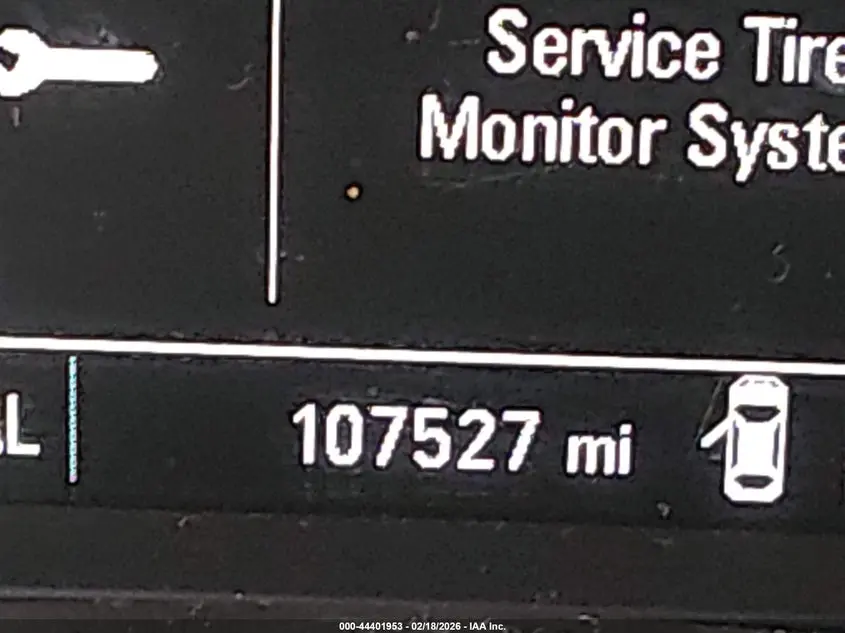 Service Tire
Monitor Syste
107527 mi
000-44401953 - 02/18/2026 - IAA Inc.